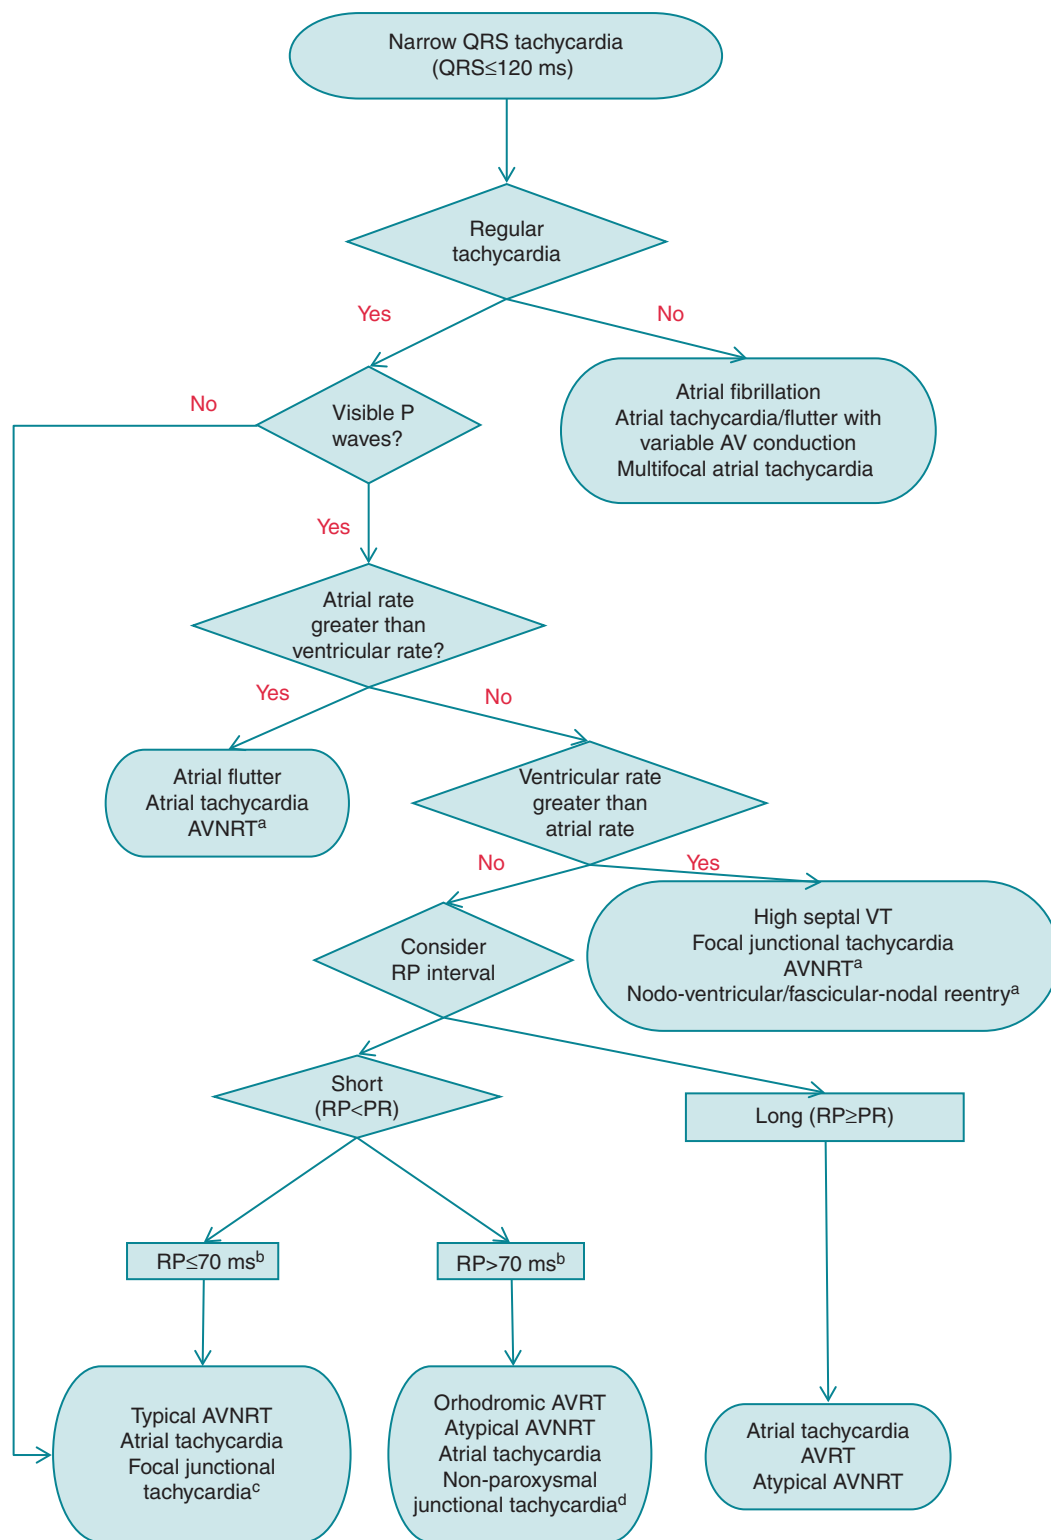 Narrow QRS tachycardia
(QRS≤120 ms)
Regular
tachycardia
Yes
No
Visible P
waves?
No
Atrial fibrillation
Atrial tachycardia/flutter with
variable AV conduction
Multifocal atrial tachycardia
Yes
Atrial rate
greater than
ventricular rate?
Yes
No
Atrial flutter
Atrial tachycardia
AVNRTa
Ventricular rate
greater than
atrial rate
No
Yes
High septal VT
Focal junctional tachycardia
AVNRTa
Nodo-ventricular/fascicular-nodal reentrya
Consider
RP interval
Short
(RP<PR)
Long (RP≥PR)
RP≤70 msb
RP>70 msb
Typical AVNRT
Atrial tachycardia
Focal junctional
tachycardiac
Orhodromic AVRT
Atypical AVNRT
Atrial tachycardia
Non-paroxysmal
junctional tachycardiad
Atrial tachycardia
AVRT
Atypical AVNRT